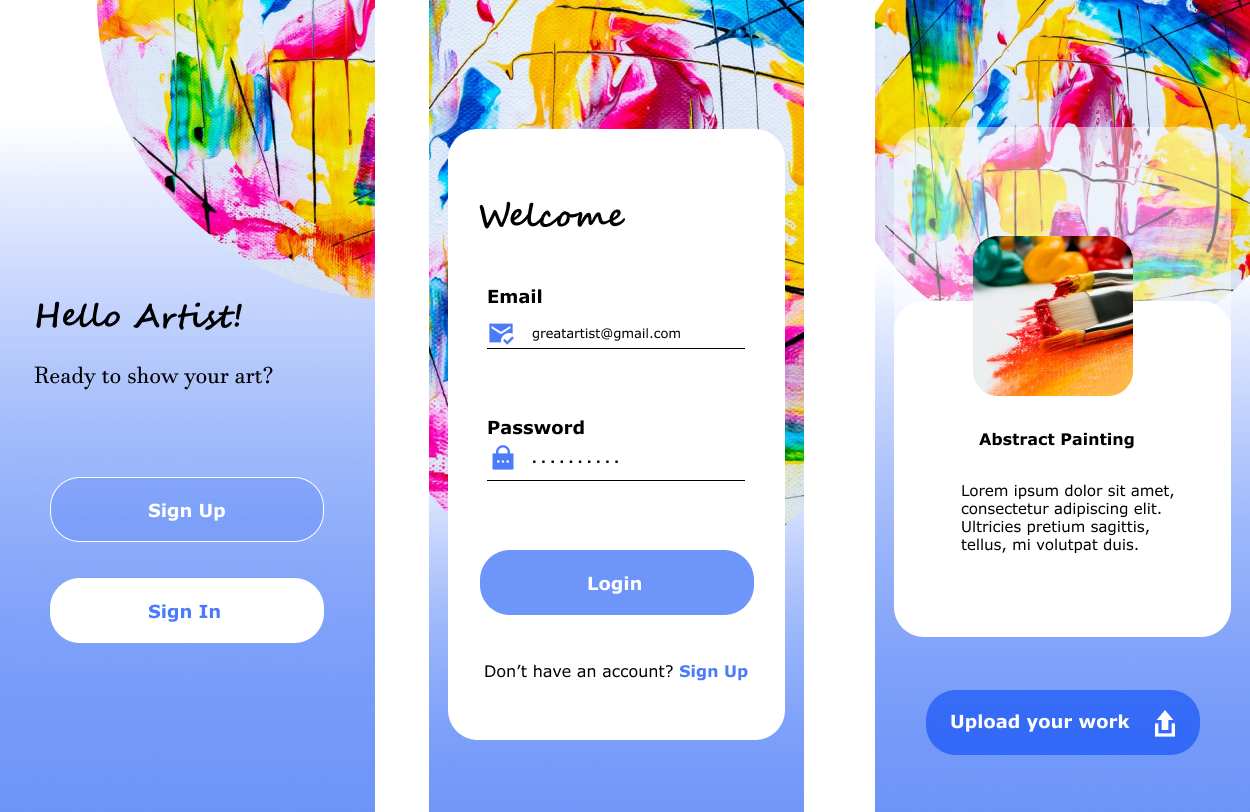 Hello Artist!
Ready to show your art?
Sign Up
Sign In
Welcome
Email
greatartist@gmail.com
Password
..........
Login
Don’t have an account? Sign Up
Abstract Painting
Lorem ipsum dolor sit amet,
consectetur adipiscing elit.
Ultricies pretium sagittis,
tellus, mi volutpat duis.
Upload your work